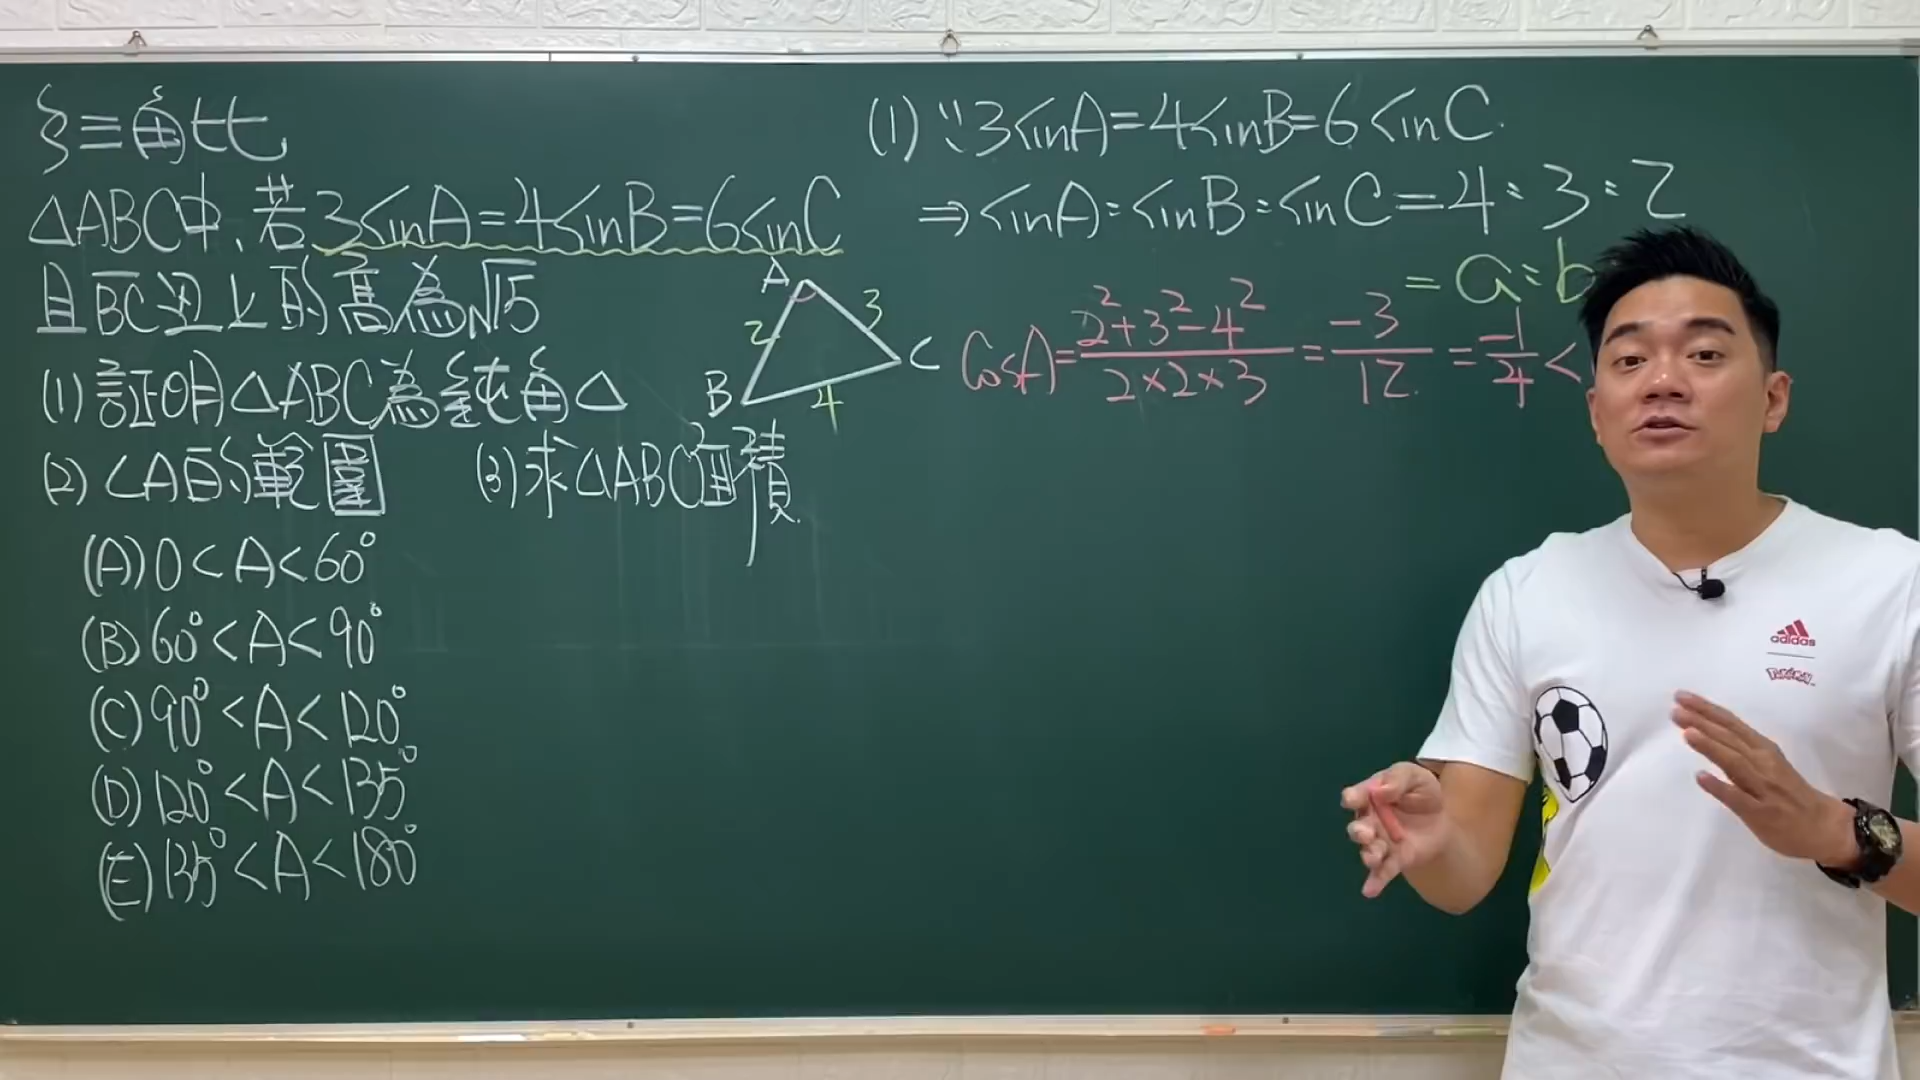 §三角比
△ABC中,若3sinA=4sinB=6sinC
且BC邊上的高為√15
(1)證明△ABC為鈍角△
(2)∠A的範圍 (3)求△ABC面積.
(A) 0<A<60°
(B) 60°<A<90°
(C) 90°<A<120°
(D) 120°<A<135°
(E) 135°<A<180°
A
2
3
B
4
C
(1) ∵3sinA=4sinB=6sinC.
⇒sinA:sinB:sinC=4:3:2
=a:b
CosA=2²+3²-4²/2×2×3=-3/12.=-1/4<
adidas
Pokémon